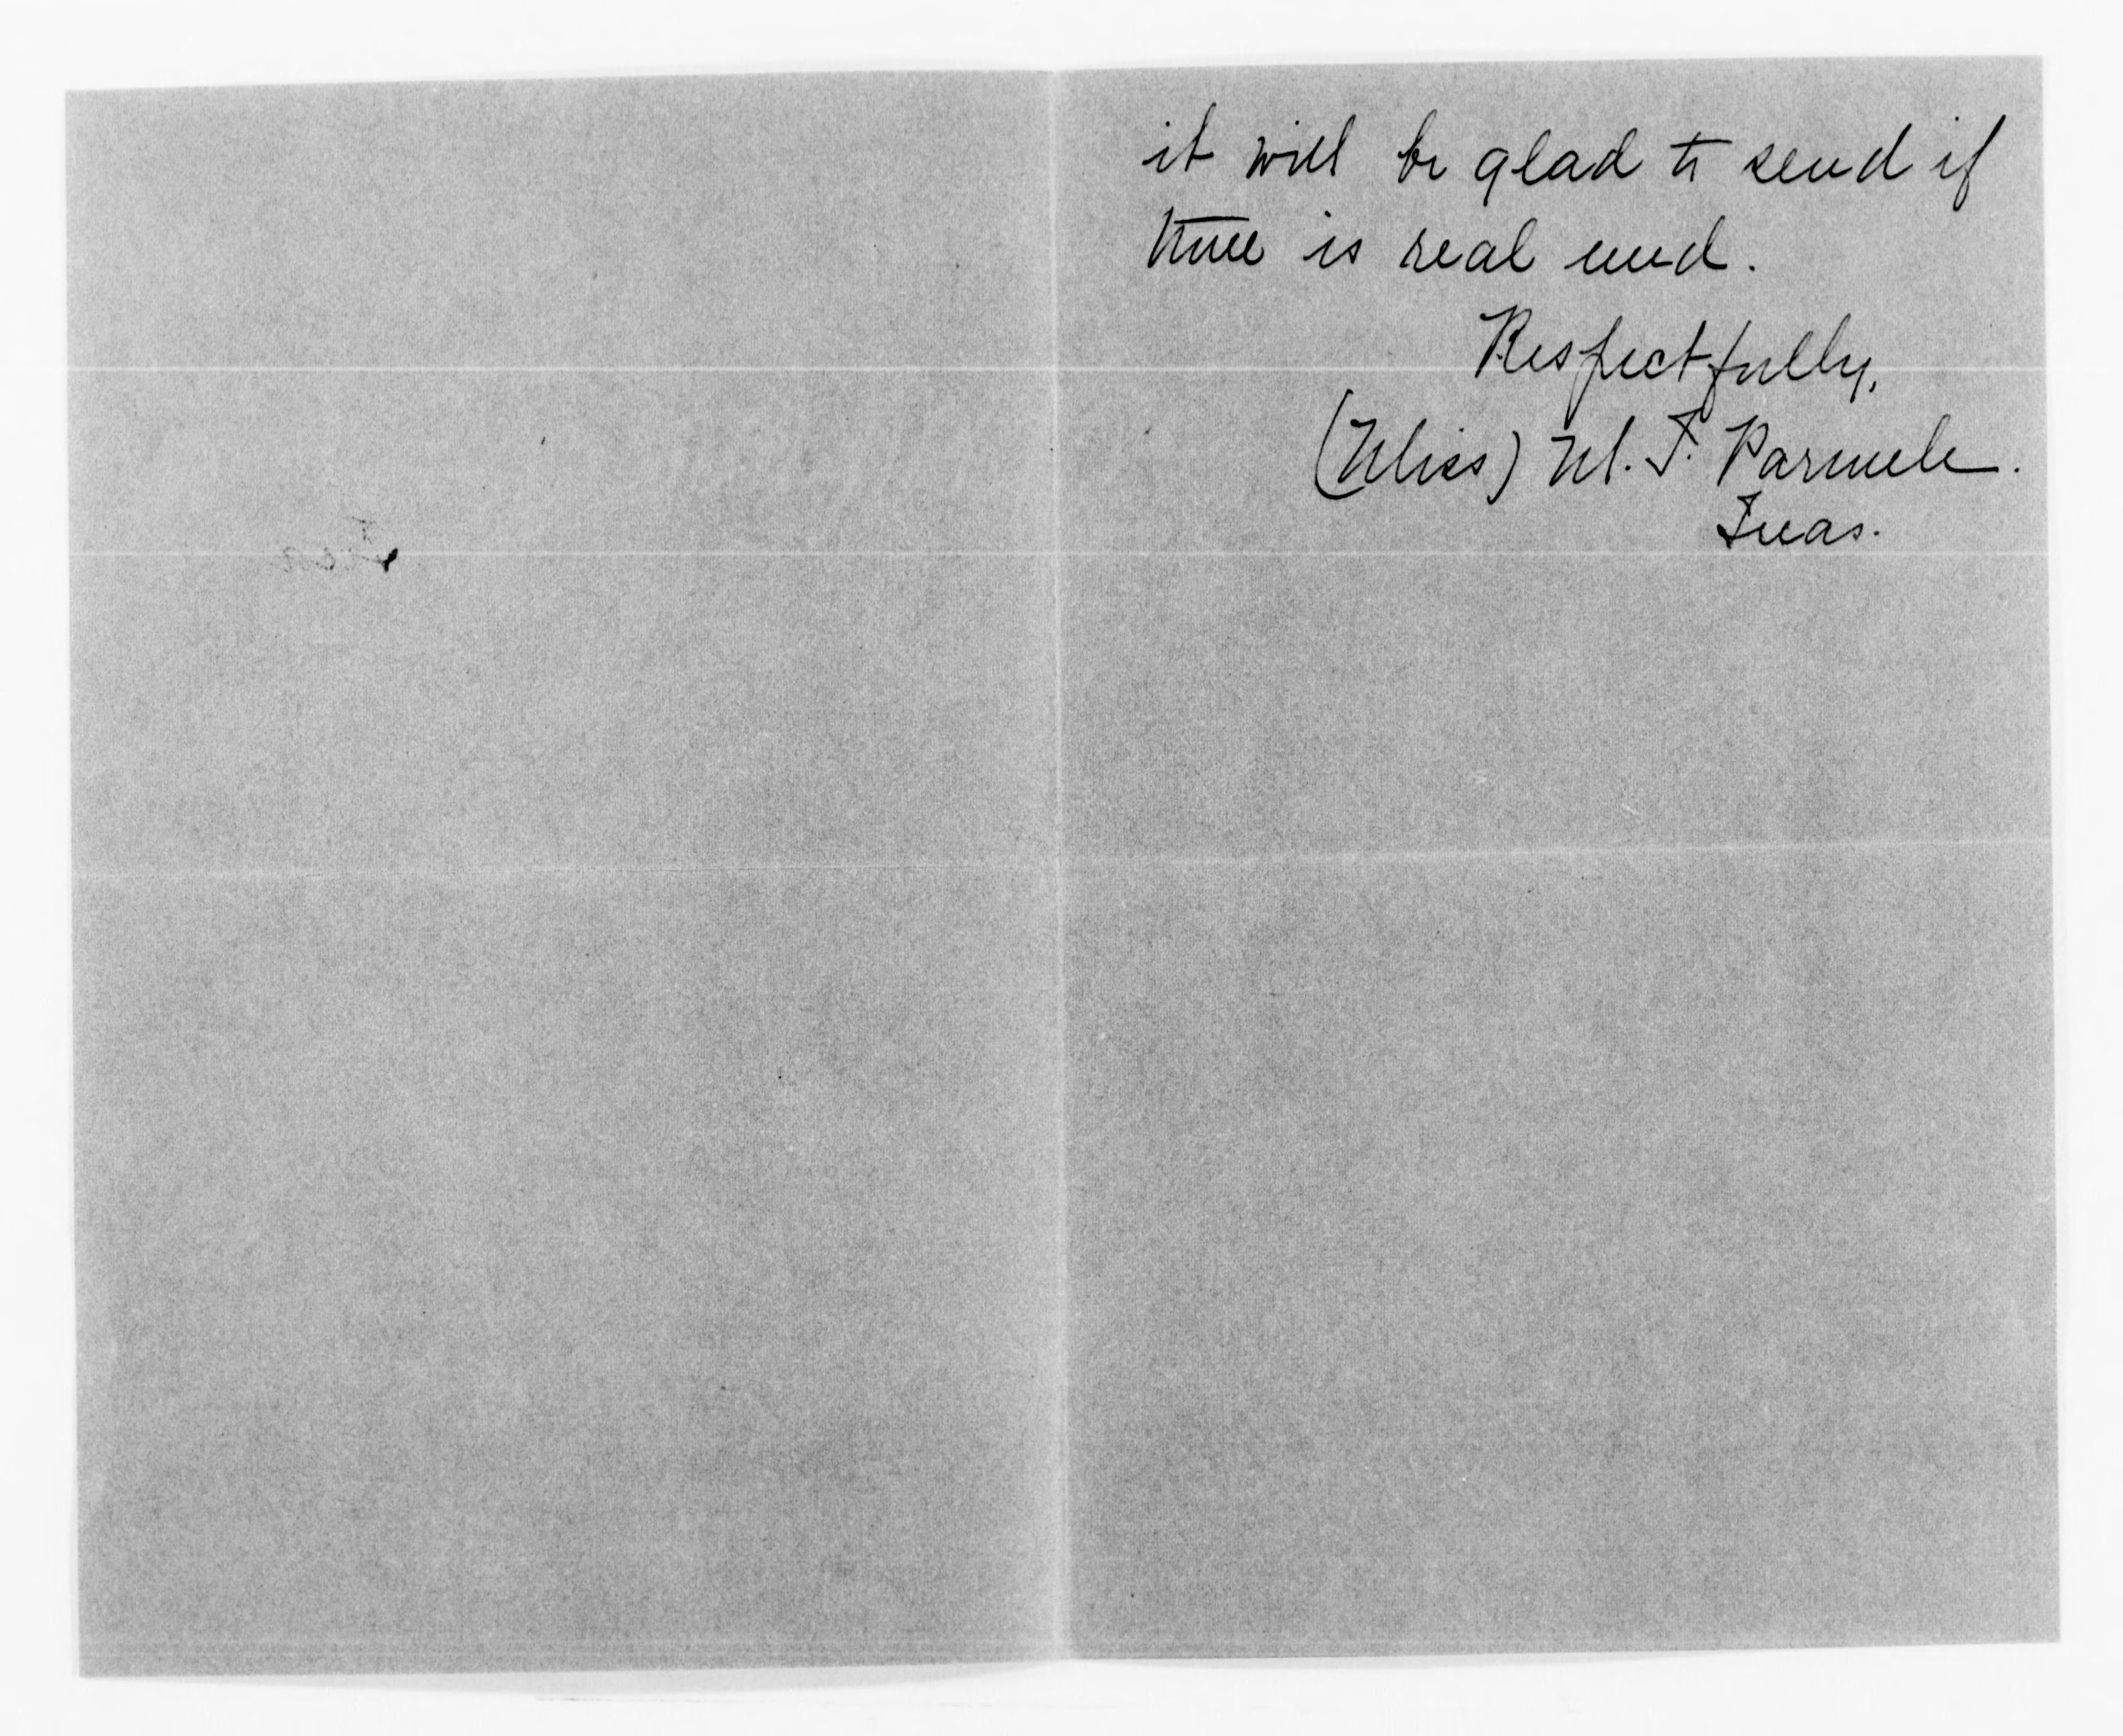 it will be glad to send if
there is real need.
Respectfully,
(Miss) M. T. Parmele.
Treas.